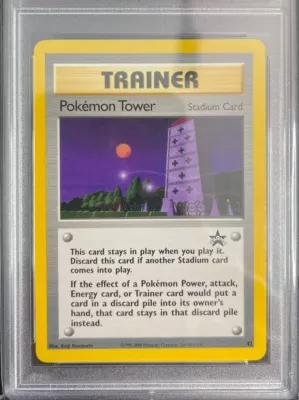 TRAINER
Pokémon Tower
Stadium Card
This card stays in play when you play it.
Discard this card if another Stadium card
comes into play.
If the effect of a Pokémon Power, attack,
Energy card, or Trainer card would put a
card in a discard pile into its owner's
hand, that card stays in that discard pile
instead.
42